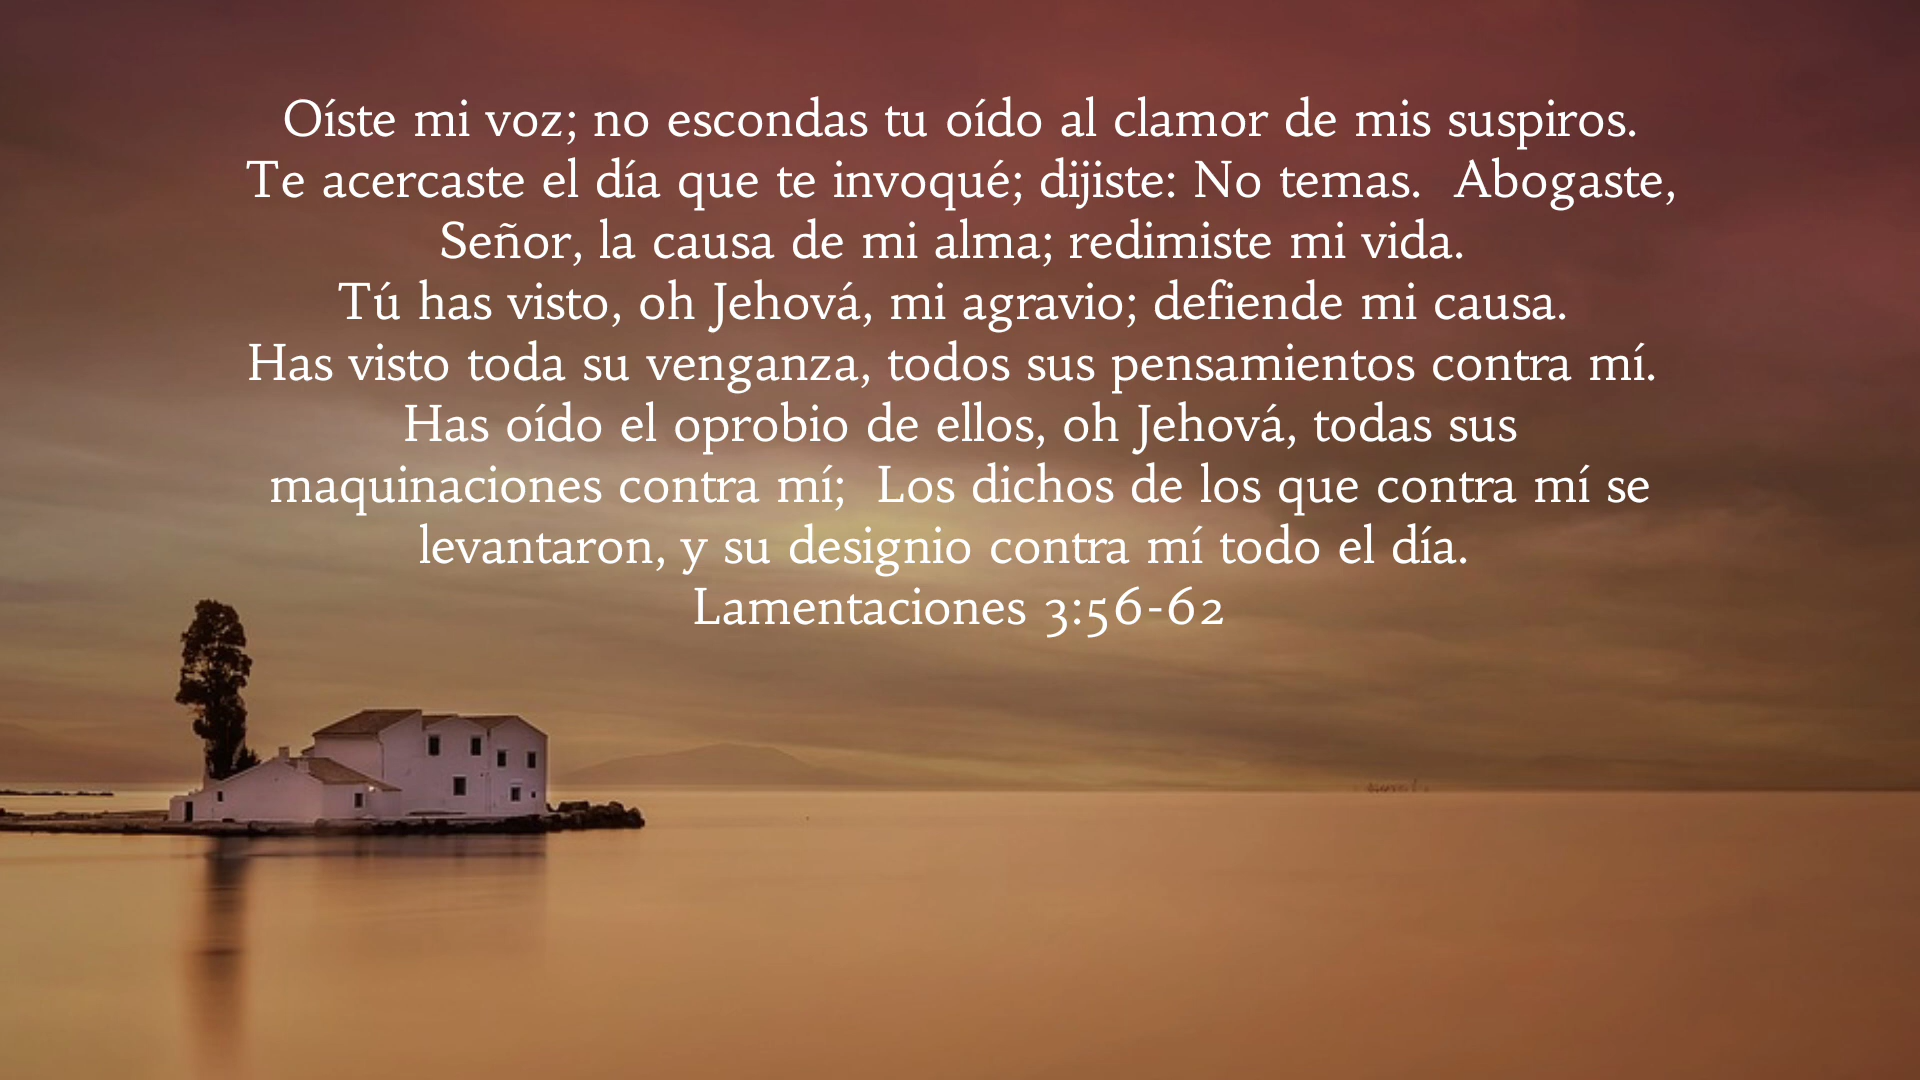 Oíste mi voz; no escondas tu oído al clamor de mis suspiros.
Te acercaste el día que te invoqué; dijiste: No temas.  Abogaste,
Señor, la causa de mi alma; redimiste mi vida.
Tú has visto, oh Jehová, mi agravio; defiende mi causa.
Has visto toda su venganza, todos sus pensamientos contra mí.
Has oído el oprobio de ellos, oh Jehová, todas sus
maquinaciones contra mí;  Los dichos de los que contra mí se
levantaron, y su designio contra mí todo el día.
Lamentaciones 3:56-62